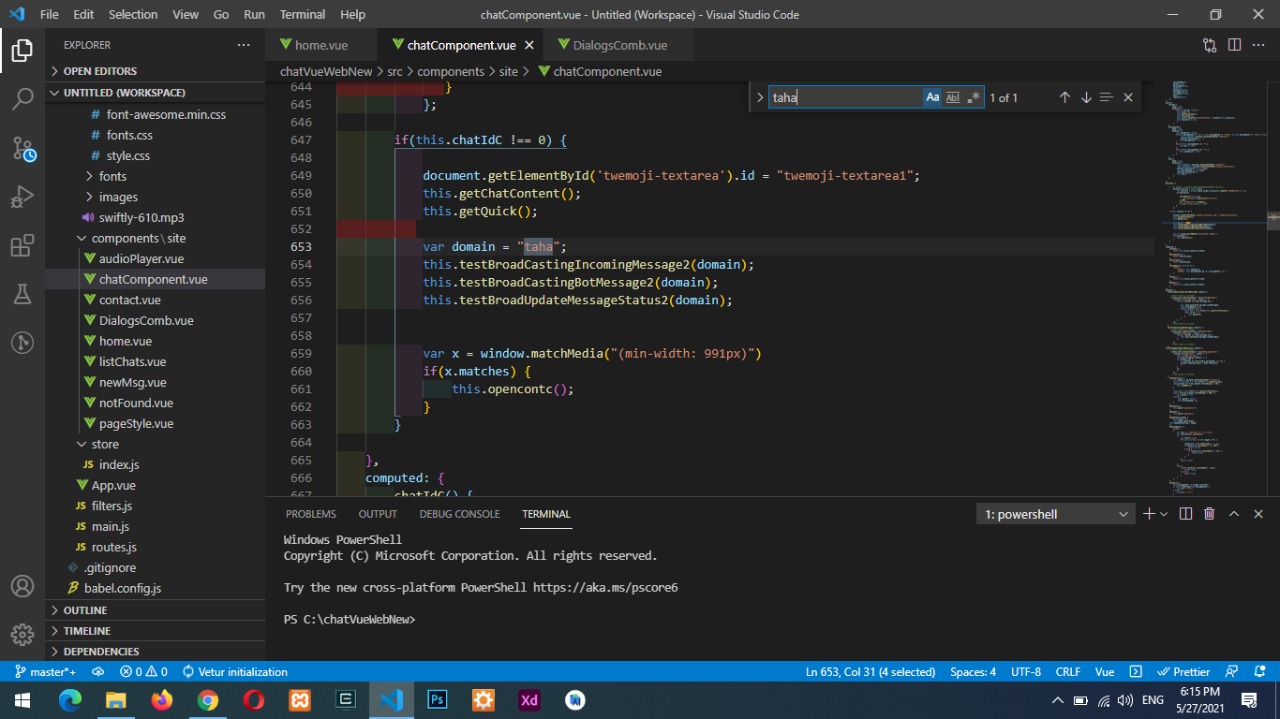 File Edit Selection View Go Run Terminal Help chatComponent.vue - Untitled (Workspace) - Visual Studio Code
EXPLORER
OPEN EDITORS
UNTITLED (WORKSPACE)
font-awesome.min.css
fonts.css
style.css
fonts
images
swiftly-610.mp3
components\site
audioPlayer.vue
chatComponent.vue
contact.vue
DialogsComb.vue
home.vue
listChats.vue
newMsg.vue
notFound.vue
pageStyle.vue
store
JS index.js
App.vue
JS filters.js
JS main.js
JS routes.js
.gitignore
babel.config.js
OUTLINE
TIMELINE
DEPENDENCIES
home.vue chatComponent.vue DialogsComb.vue
chatVueWebNew > src > components > site > chatComponent.vue
taha Aa 1 of 1
644 }
645 };
646
647 if(this.chatIdC !== 0) {
648
649 document.getElementById('twemoji-textarea').id = "twemoji-textarea1";
650 this.getChatContent();
651 this.getQuick();
652
653 var domain = "taha";
654 this.testBroadCastingIncomingMessage2(domain);
655 this.testBroadCastingBotMessage2(domain);
656 this.testBroadUpdateMessageStatus2(domain);
657
658
659 var x = window.matchMedia("(min-width: 991px)")
660 if(x.matches) {
661 this.opencontc();
662 }
663 }
664
665 },
666 computed: {
667 chatIdC() {
PROBLEMS OUTPUT DEBUG CONSOLE TERMINAL 1: powershell
Windows PowerShell
Copyright (C) Microsoft Corporation. All rights reserved.
Try the new cross-platform PowerShell https://aka.ms/pscore6
PS C:\chatVueWebNew>
master*+ 0 0 Vetur initialization Ln 653, Col 31 (4 selected) Spaces: 4 UTF-8 CRLF Vue Prettier
Ps Xd ENG 6:15 PM
5/27/2021